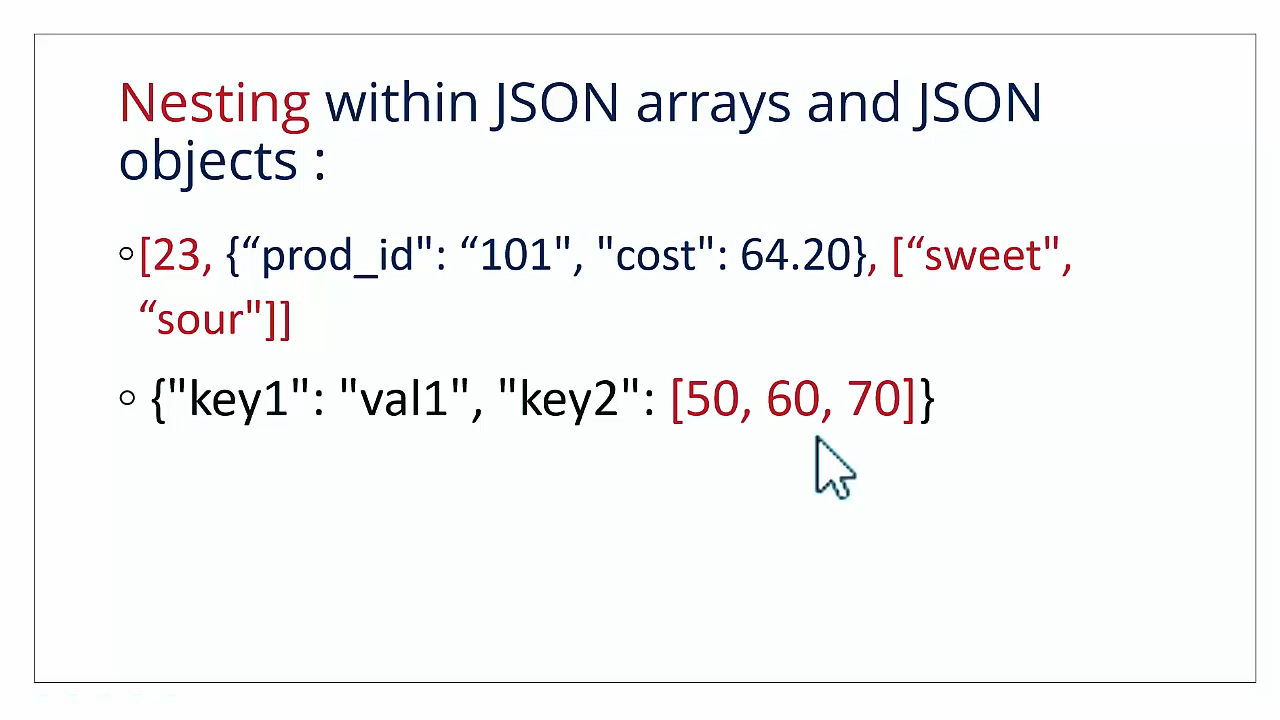 Nesting within JSON arrays and JSON
objects :
◦[23, {“prod_id": “101", "cost": 64.20}, [“sweet",
“sour"]]
◦ {"key1": "val1", "key2": [50, 60, 70]}